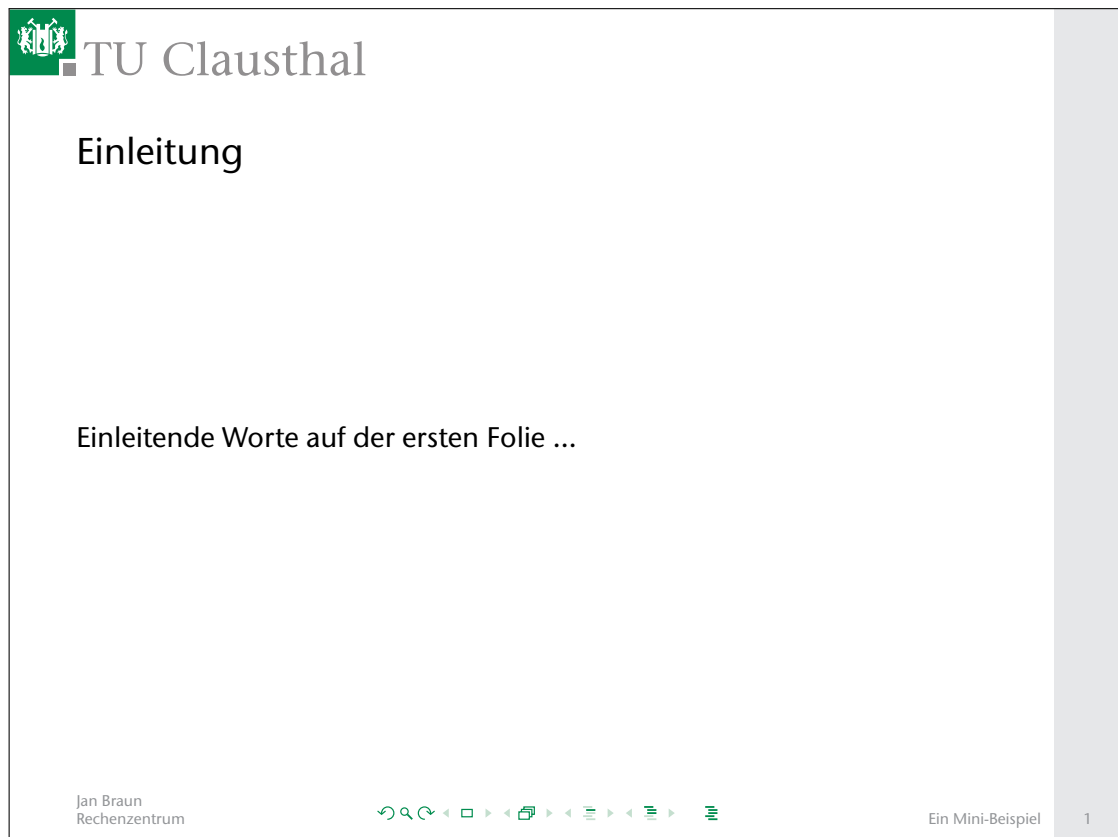 TU Clausthal
Einleitung
Einleitende Worte auf der ersten Folie ...
Jan Braun
Rechenzentrum
Ein Mini-Beispiel 1